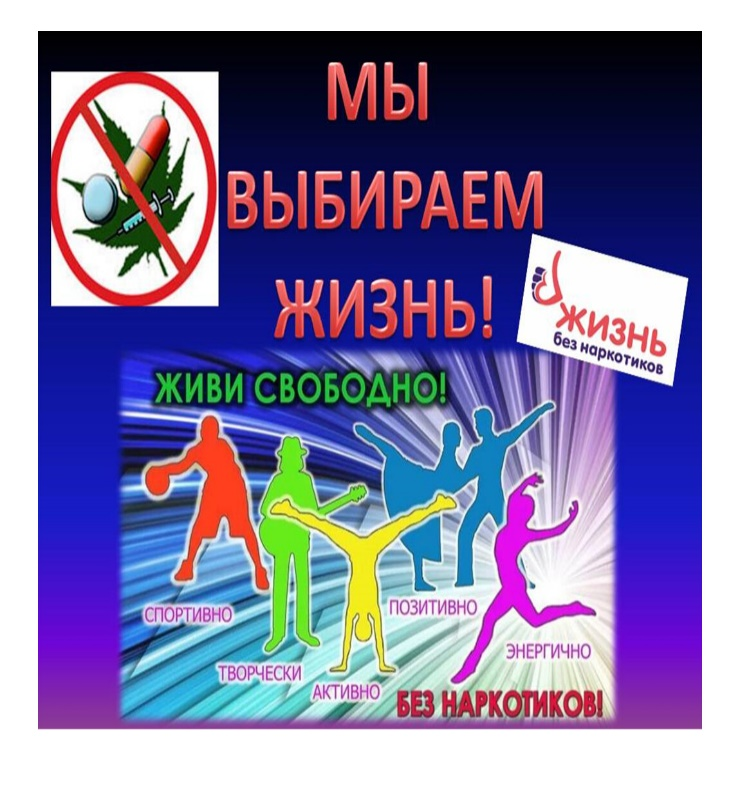 МЫ
ВЫБИРАЕМ
ЖИЗНЬ!
жизнь
без наркотиков
ЖИВИ СВОБОДНО!
СПОРТИВНО
ТВОРЧЕСКИ
АКТИВНО
ПОЗИТИВНО
ЭНЕРГИЧНО
БЕЗ НАРКОТИКОВ!